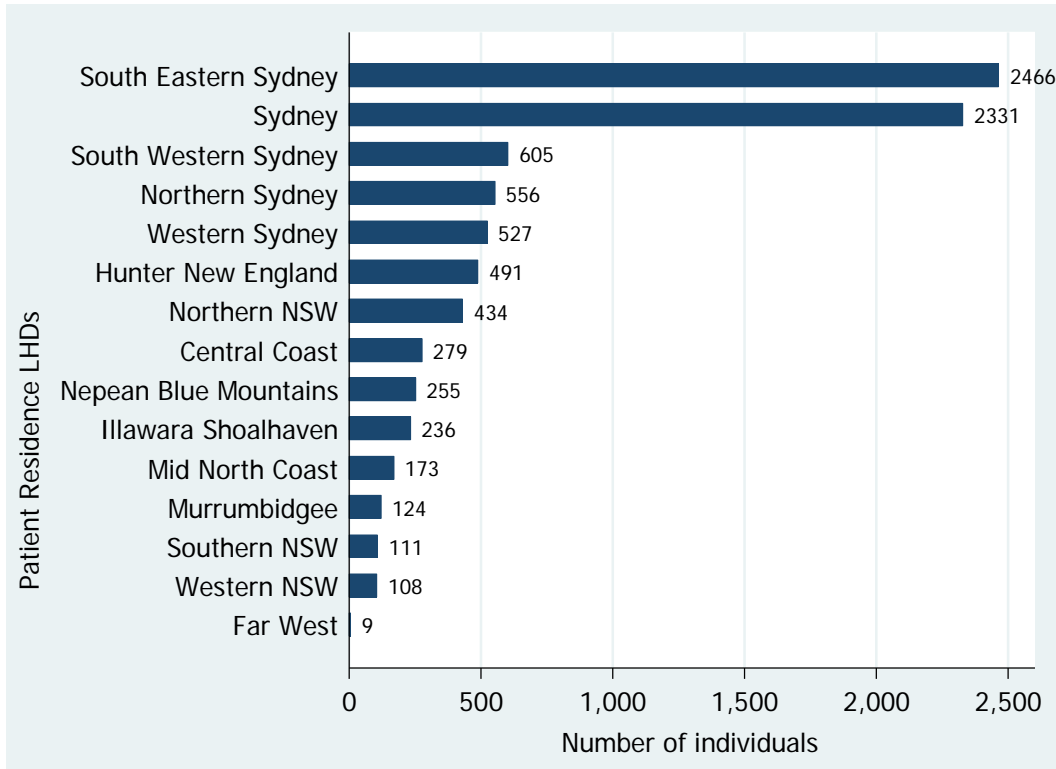 Patient Residence LHDs
South Eastern Sydney 2466
Sydney 2331
South Western Sydney 605
Northern Sydney 556
Western Sydney 527
Hunter New England 491
Northern NSW 434
Central Coast 279
Nepean Blue Mountains 255
Illawara Shoalhaven 236
Mid North Coast 173
Murrumbidgee 124
Southern NSW 111
Western NSW 108
Far West 9
0 500 1,000 1,500 2,000 2,500
Number of individuals